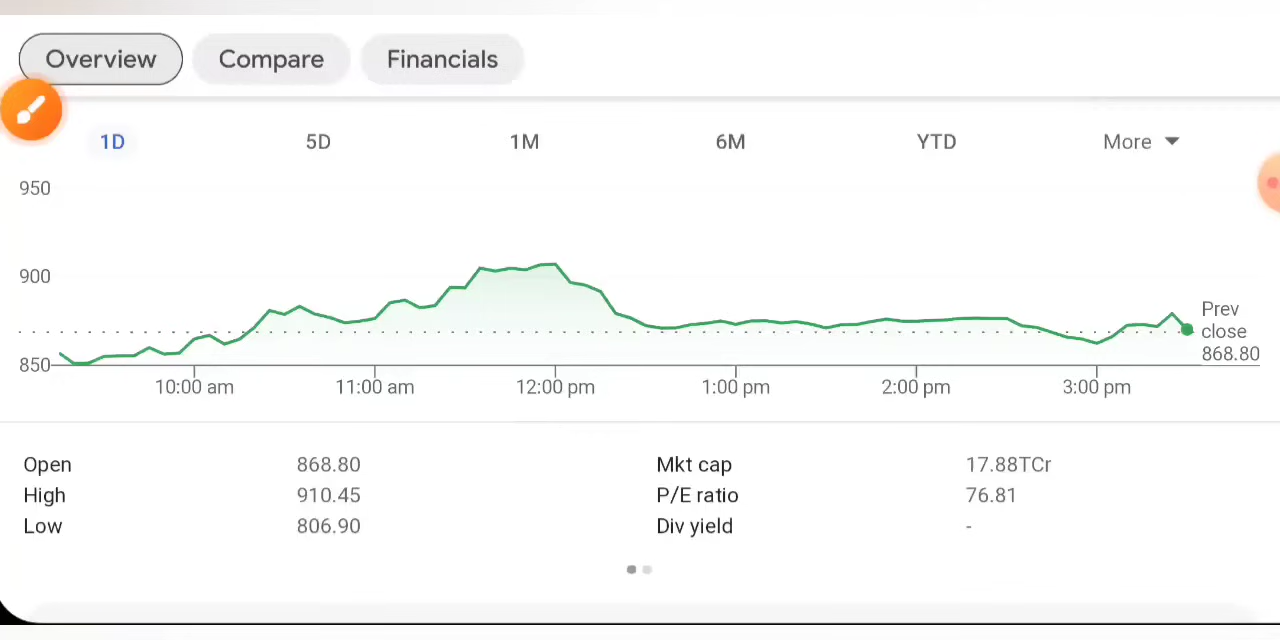 Overview Compare Financials
1D 5D 1M 6M YTD More
950
900
850
Prev
close
868.80
10:00 am 11:00 am 12:00 pm 1:00 pm 2:00 pm 3:00 pm
Open 868.80 Mkt cap 17.88TCr
High 910.45 P/E ratio 76.81
Low 806.90 Div yield -